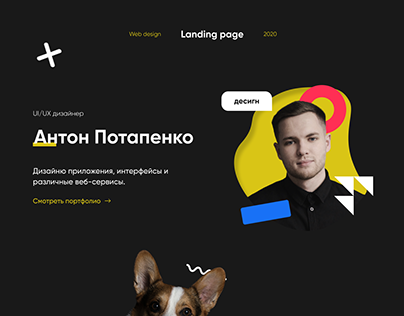 Web design Landing page 2020
десигн
UI/UX дизайнер
Антон Потапенко
Дизайню приложения, интерфейсы и
различные веб-сервисы.
Смотреть портфолио →